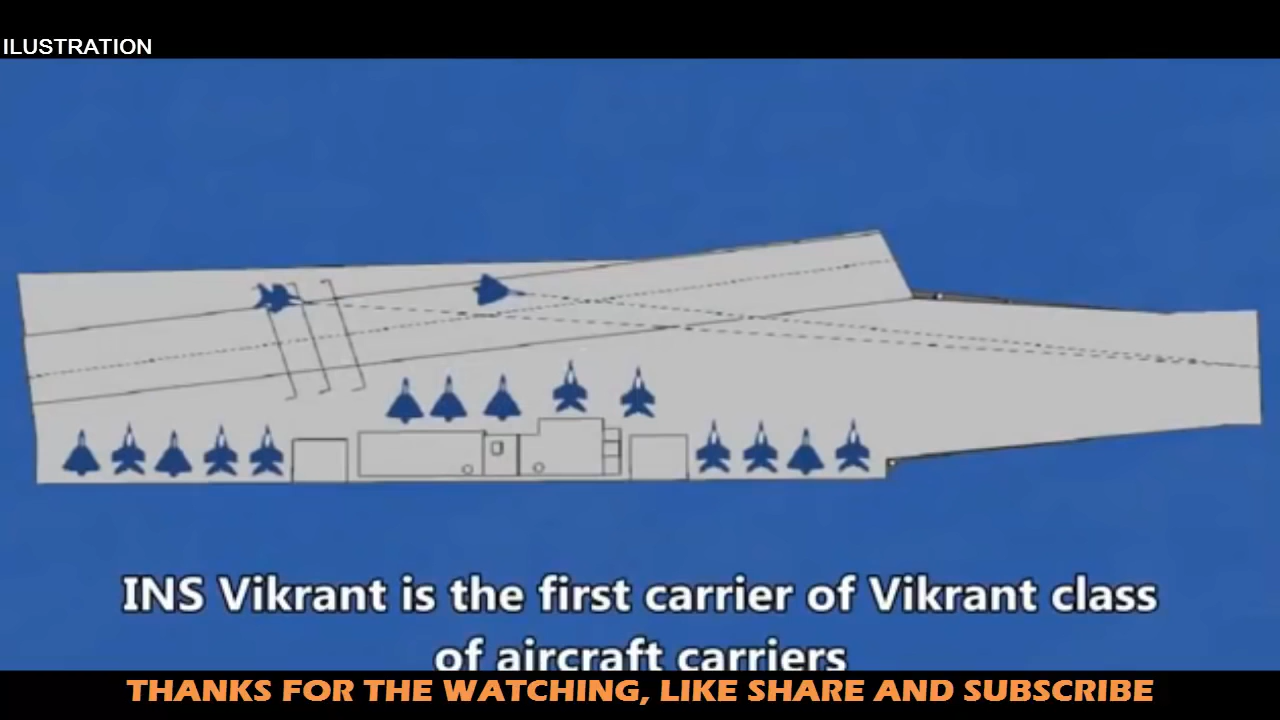 ILUSTRATION
INS Vikrant is the first carrier of Vikrant class
of aircraft carriers
THANKS FOR THE WATCHING, LIKE SHARE AND SUBSCRIBE